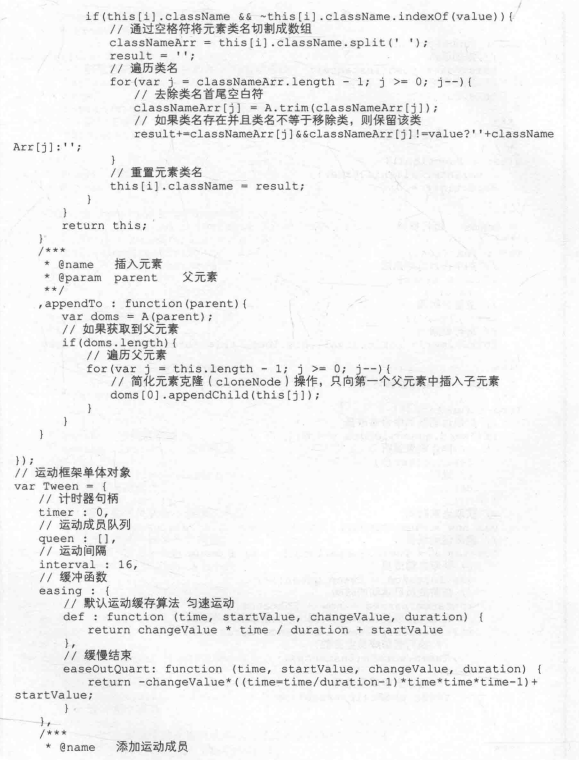 if(this[i].className && ~this[i].className.indexOf(value)){
// 通过空格符将元素类名切割成数组
classNameArr = this[i].className.split(' ');
result = '';
// 遍历类名
for(var j = classNameArr.length - 1; j >= 0; j--){
// 去除类名首尾空白符
classNameArr[j] = A.trim(classNameArr[j]);
// 如果类名存在并且类名不等于移除类，则保留该类
result+=classNameArr[j]&&classNameArr[j]!=value?''+className
Arr[j]:'';
}
// 重置元素类名
this[i].className = result;
}
}
return this;
}
/***
* @name 插入元素
* @param parent 父元素
**/
,appendTo : function(parent){
var doms = A(parent);
// 如果获取到父元素
if(doms.length){
// 遍历父元素
for(var j = this.length - 1; j >= 0; j--){
// 简化元素克隆（cloneNode）操作，只向第一个父元素中插入子元素
doms[0].appendChild(this[j]);
}
}
}
});
// 运动框架单体对象
var Tween = {
// 计时器句柄
timer : 0,
// 运动成员队列
queen : [],
// 运动间隔
interval : 16,
// 缓冲函数
easing : {
// 默认运动缓存算法 匀速运动
def : function (time, startValue, changeValue, duration) {
return changeValue * time / duration + startValue
},
// 缓慢结束
easeOutQuart: function (time, startValue, changeValue, duration) {
return -changeValue*((time=time/duration-1)*time*time*time-1)+
startValue;
}
},
/***
* @name 添加运动成员